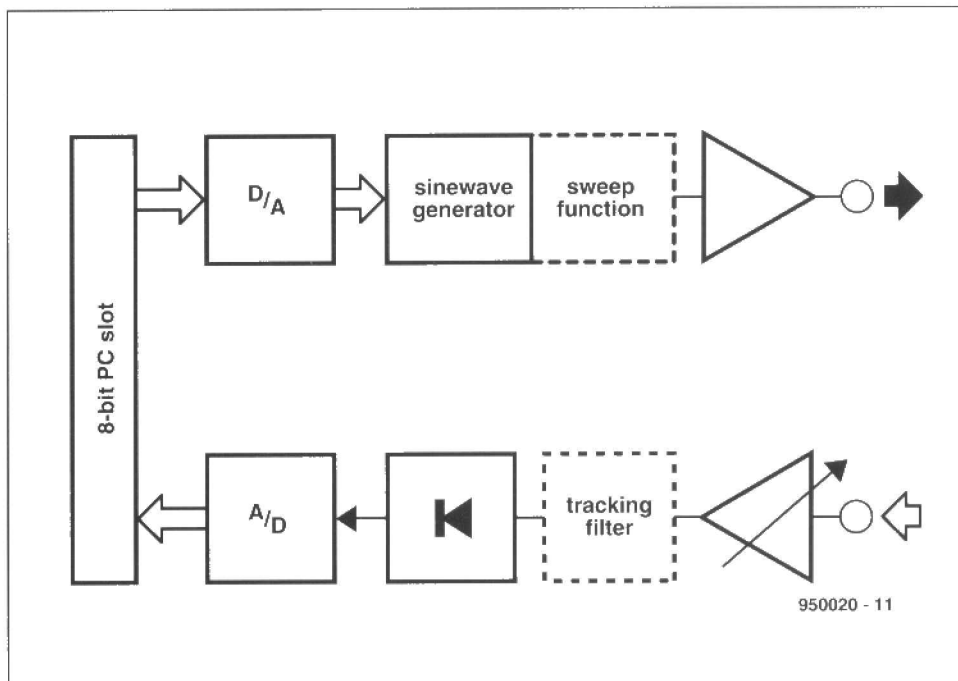 8-bit PC slot
D/A
sinewave
generator
sweep
function
A/D
tracking
filter
950020 - 11